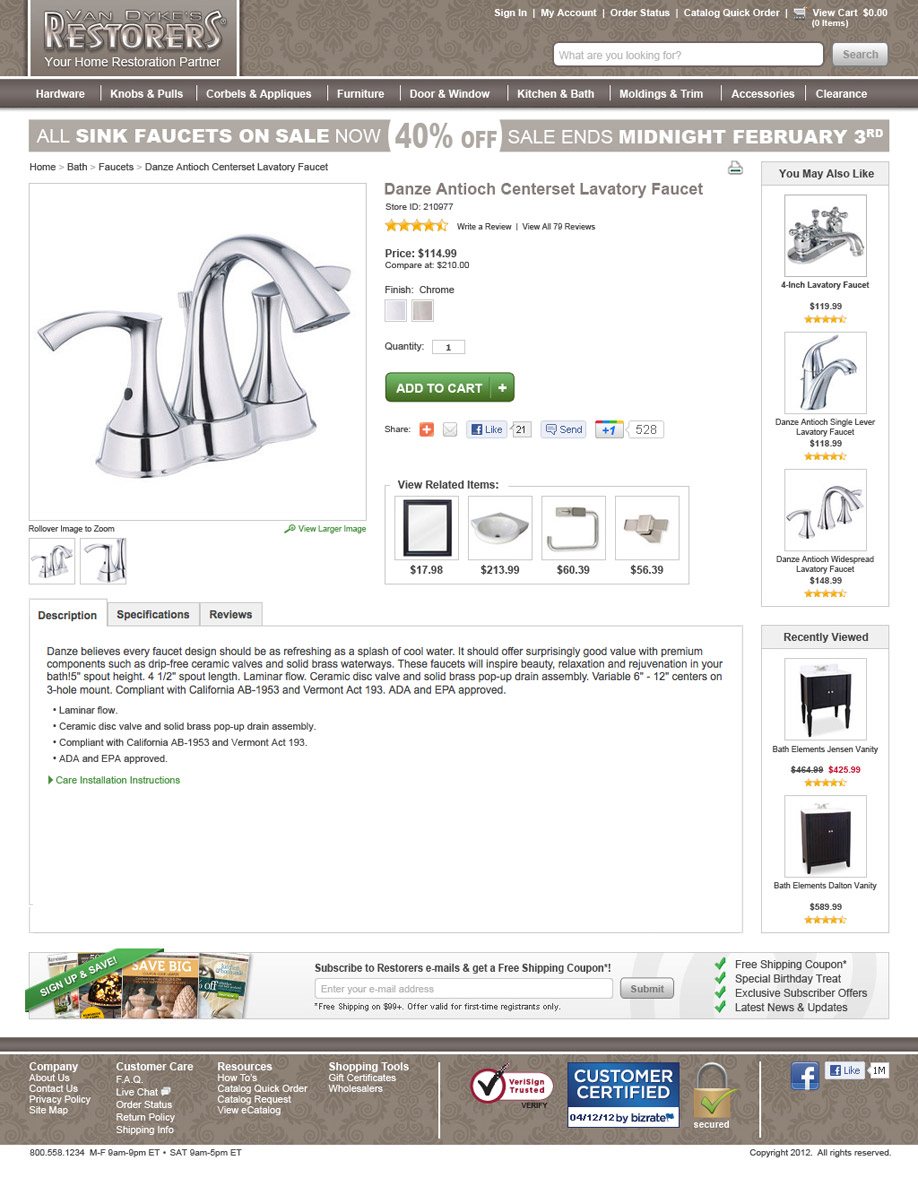 VAN DYKE'S
RESTORERS®
Your Home Restoration Partner
Sign In | My Account | Order Status | Catalog Quick Order | View Cart $0.00
(0 Items)
What are you looking for?
Search
Hardware | Knobs & Pulls | Corbels & Appliques | Furniture | Door & Window | Kitchen & Bath | Moldings & Trim | Accessories | Clearance
ALL SINK FAUCETS ON SALE NOW 40% OFF SALE ENDS MIDNIGHT FEBRUARY 3RD
Home > Bath > Faucets > Danze Antioch Centerset Lavatory Faucet
Danze Antioch Centerset Lavatory Faucet
Store ID: 210977
Write a Review | View All 79 Reviews
Price: $114.99
Compare at: $210.00
Finish: Chrome
Quantity: 1
ADD TO CART +
Share: Like 21 Send +1 528
View Related Items:
$17.98 $213.99 $60.39 $56.39
Rollover Image to Zoom
View Larger Image
You May Also Like
4-Inch Lavatory Faucet
$119.99
Danze Antioch Single Lever
Lavatory Faucet
$118.99
Danze Antioch Widespread
Lavatory Faucet
$148.99
Description
Specifications
Reviews
Danze believes every faucet design should be as refreshing as a splash of cool water. It should offer surprisingly good value with premium
components such as drip-free ceramic valves and solid brass waterways. These faucets will inspire beauty, relaxation and rejuvenation in your
bath!5" spout height. 4 1/2" spout length. Laminar flow. Ceramic disc valve and solid brass pop-up drain assembly. Variable 6" - 12" centers on
3-hole mount. Compliant with California AB-1953 and Vermont Act 193. ADA and EPA approved.
• Laminar flow.
• Ceramic disc valve and solid brass pop-up drain assembly.
• Compliant with California AB-1953 and Vermont Act 193.
• ADA and EPA approved.
Care Installation Instructions
Recently Viewed
Bath Elements Jensen Vanity
$464.99 $425.99
Bath Elements Dalton Vanity
$589.99
SIGN UP & SAVE!
SAVE BIG
Subscribe to Restorers e-mails & get a Free Shipping Coupon*!
Enter your e-mail address
Submit
*Free Shipping on $99+. Offer valid for first-time registrants only.
Free Shipping Coupon*
Special Birthday Treat
Exclusive Subscriber Offers
Latest News & Updates
Company
About Us
Contact Us
Privacy Policy
Site Map
Customer Care
F.A.Q.
Live Chat
Order Status
Return Policy
Shipping Info
Resources
How To's
Catalog Quick Order
Catalog Request
View eCatalog
Shopping Tools
Gift Certificates
Wholesalers
VeriSign
Trusted
VERIFY
CUSTOMER
CERTIFIED
04/12/12 by bizrate
secured
Like 1M
800.558.1234 M-F 9am-9pm ET • SAT 9am-5pm ET
Copyright 2012. All rights reserved.